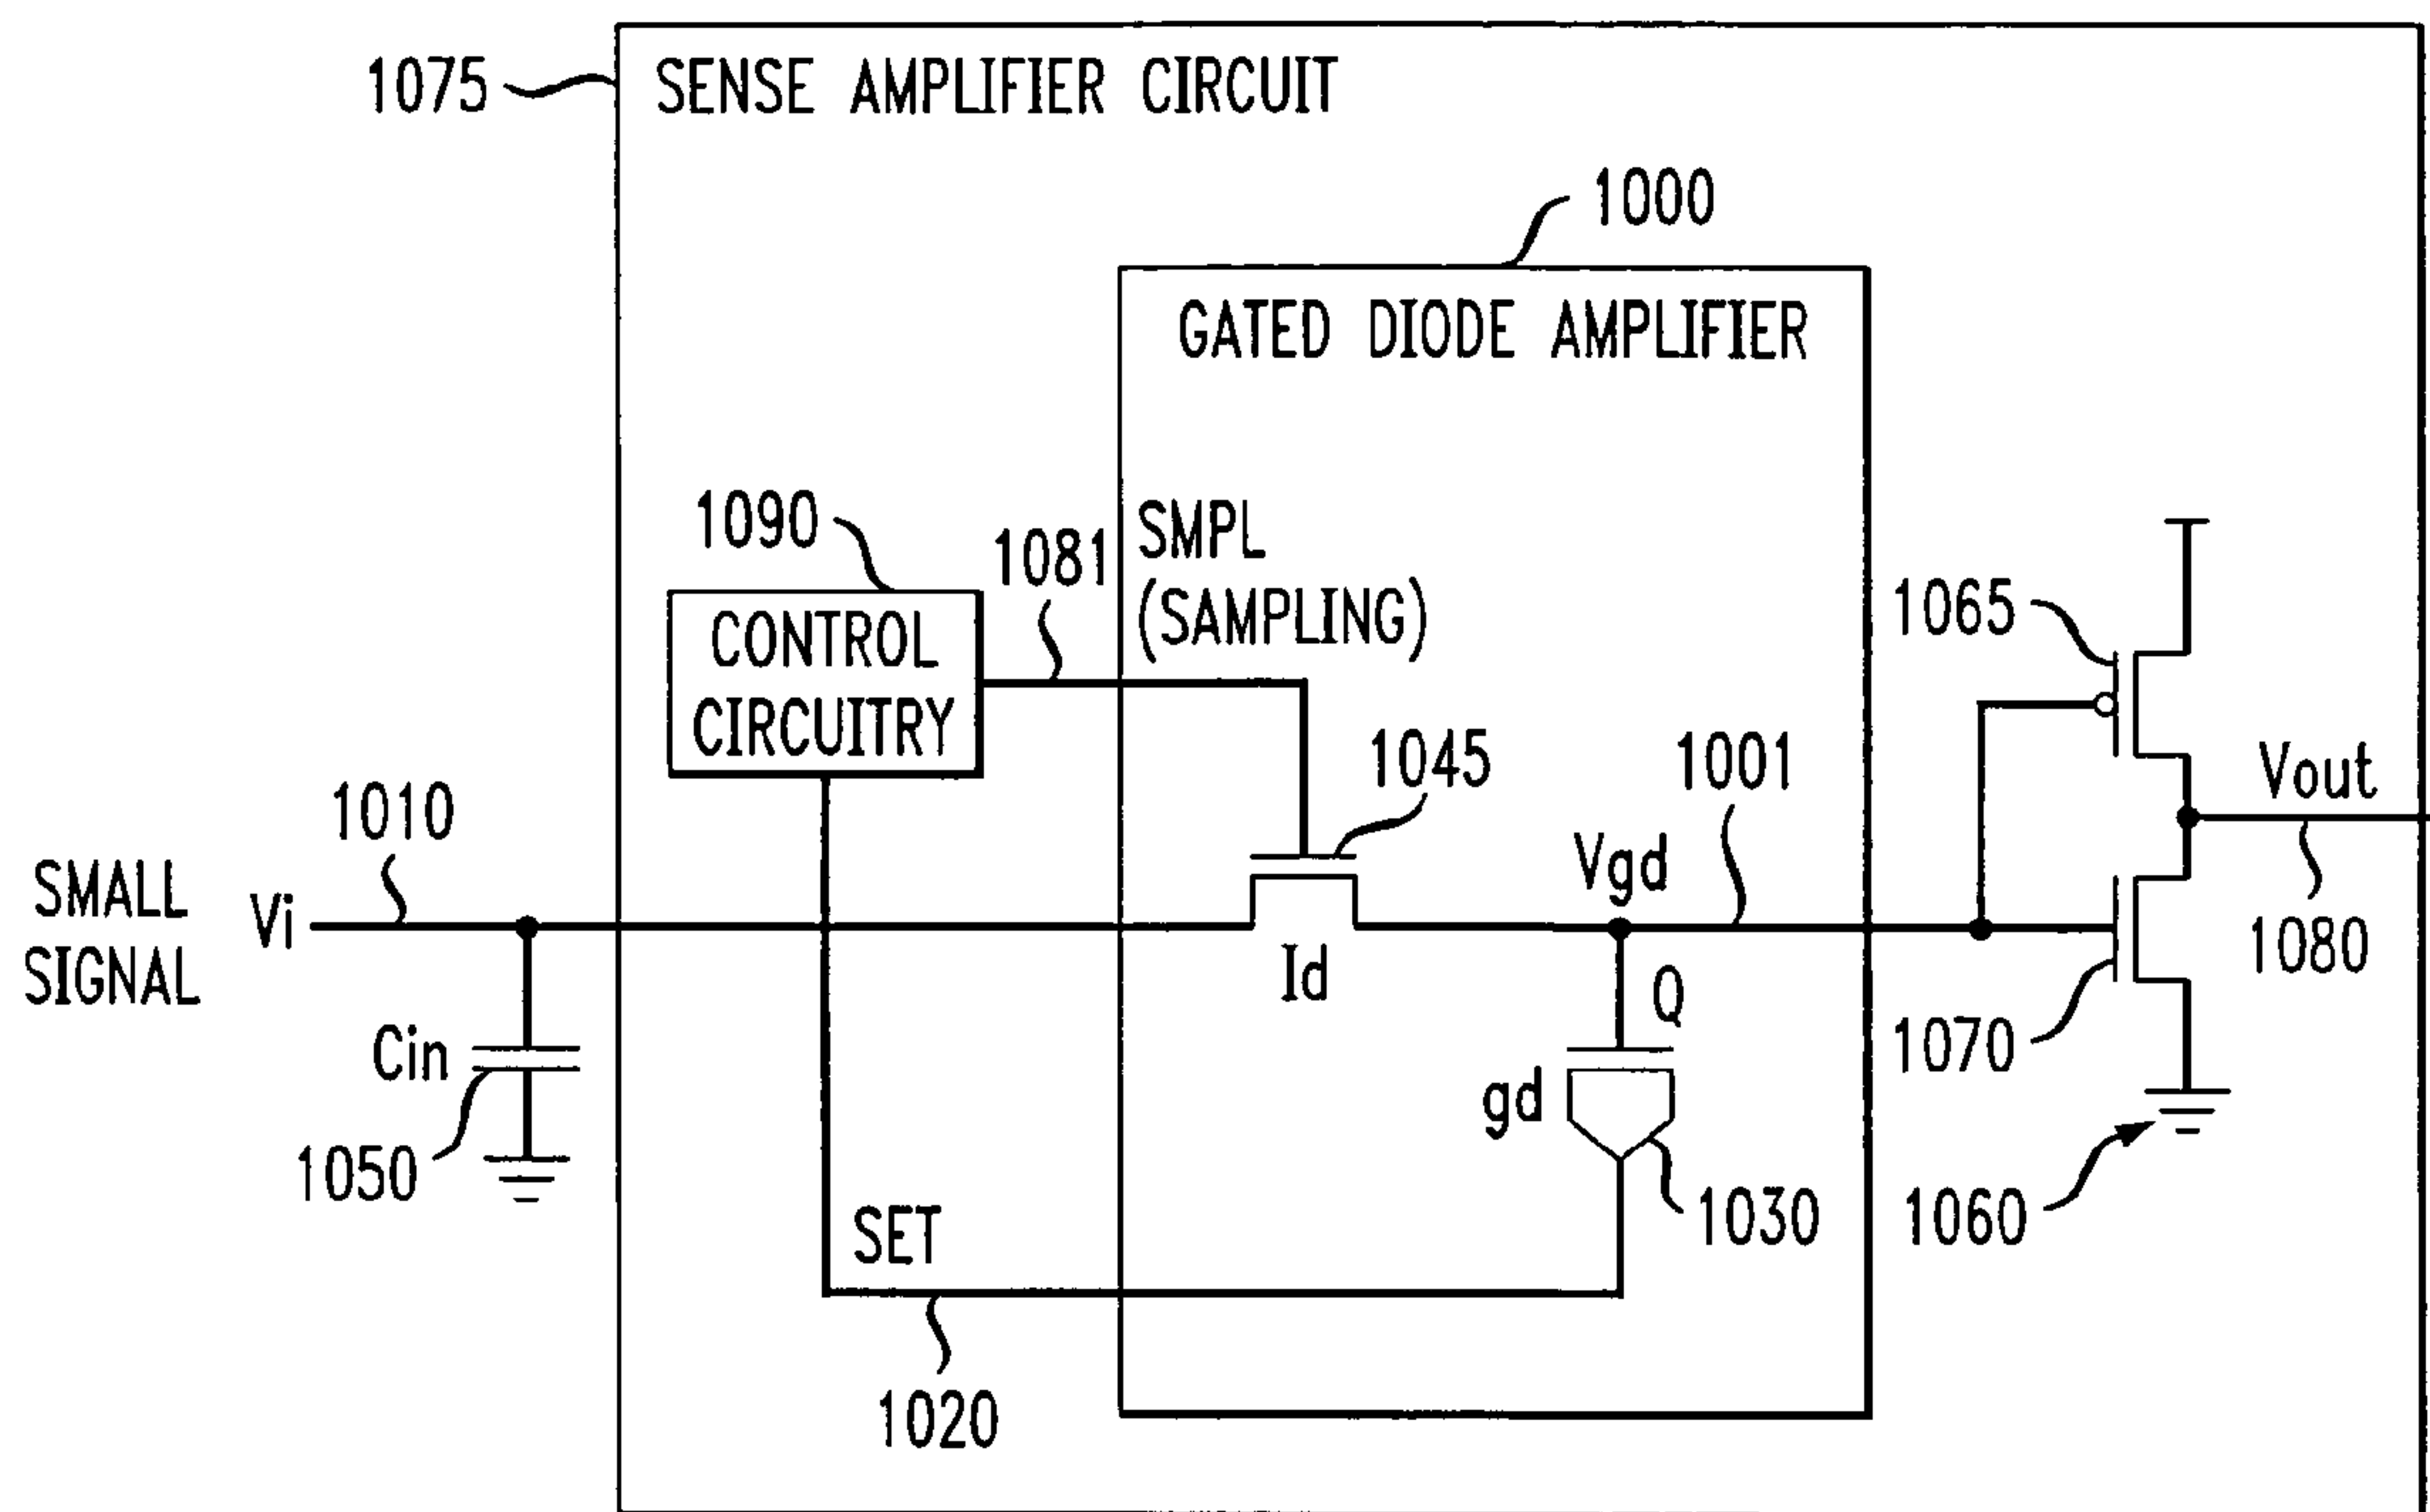 1075
SENSE AMPLIFIER CIRCUIT
1000
GATED DIODE AMPLIFIER
1090
1081
SMPL
(SAMPLING)
CONTROL
CIRCUITRY
1065
1045
1001
Vout
1010
SMALL
SIGNAL
Vi
Vgd
Id
Q
1080
Cin
1070
gd
1050
SET
1030
1060
1020